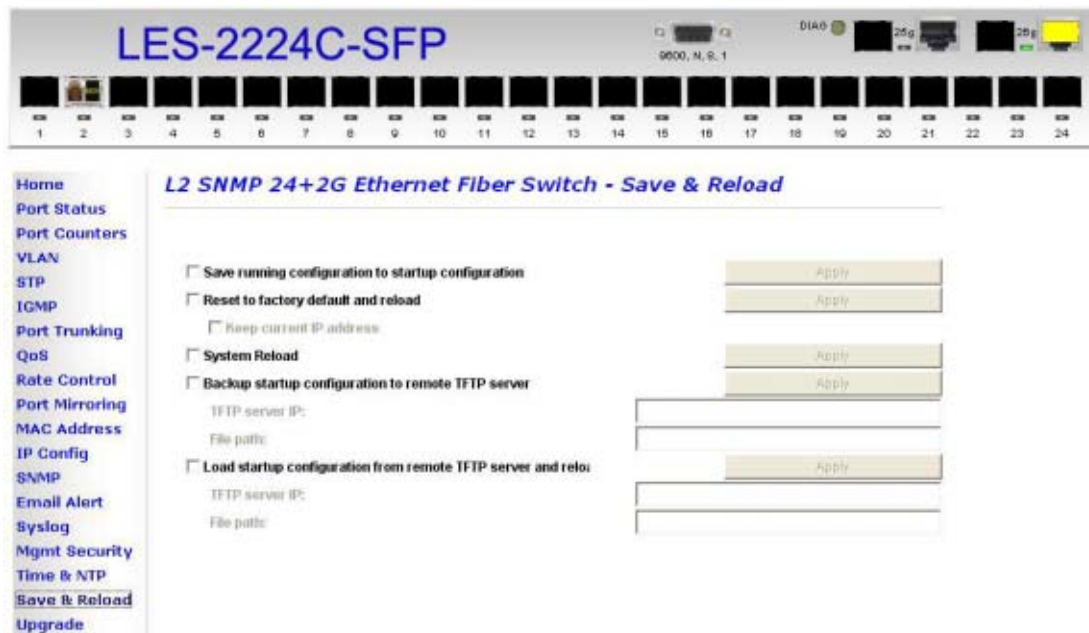 LES-2224C-SFP
9600, N, 8, 1
DIAG
25g
26g
1 2 3 4 5 6 7 8 9 10 11 12 13 14 15 16 17 18 19 20 21 22 23 24
Home
Port Status
Port Counters
VLAN
STP
IGMP
Port Trunking
QoS
Rate Control
Port Mirroring
MAC Address
IP Config
SNMP
Email Alert
Syslog
Mgmt Security
Time & NTP
Save & Reload
Upgrade
L2 SNMP 24+2G Ethernet Fiber Switch - Save & Reload
Save running configuration to startup configuration Apply
Reset to factory default and reload Apply
Keep current IP address
System Reload Apply
Backup startup configuration to remote TFTP server Apply
TFTP server IP:
File path:
Load startup configuration from remote TFTP server and reloa Apply
TFTP server IP:
File path: